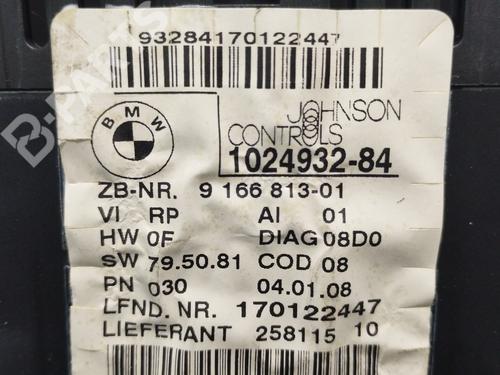 93284170122447
B-PARTS
BMW
JOHNSON
CONTROLS
1024932-84
ZB-NR. 9 166 813-01
VI RP AI 01
HW 0F DIAG 08D0
SW 79.50.81 COD 08
PN 030 04.01.08
LFND. NR. 170122447
LIEFERANT 258115 10